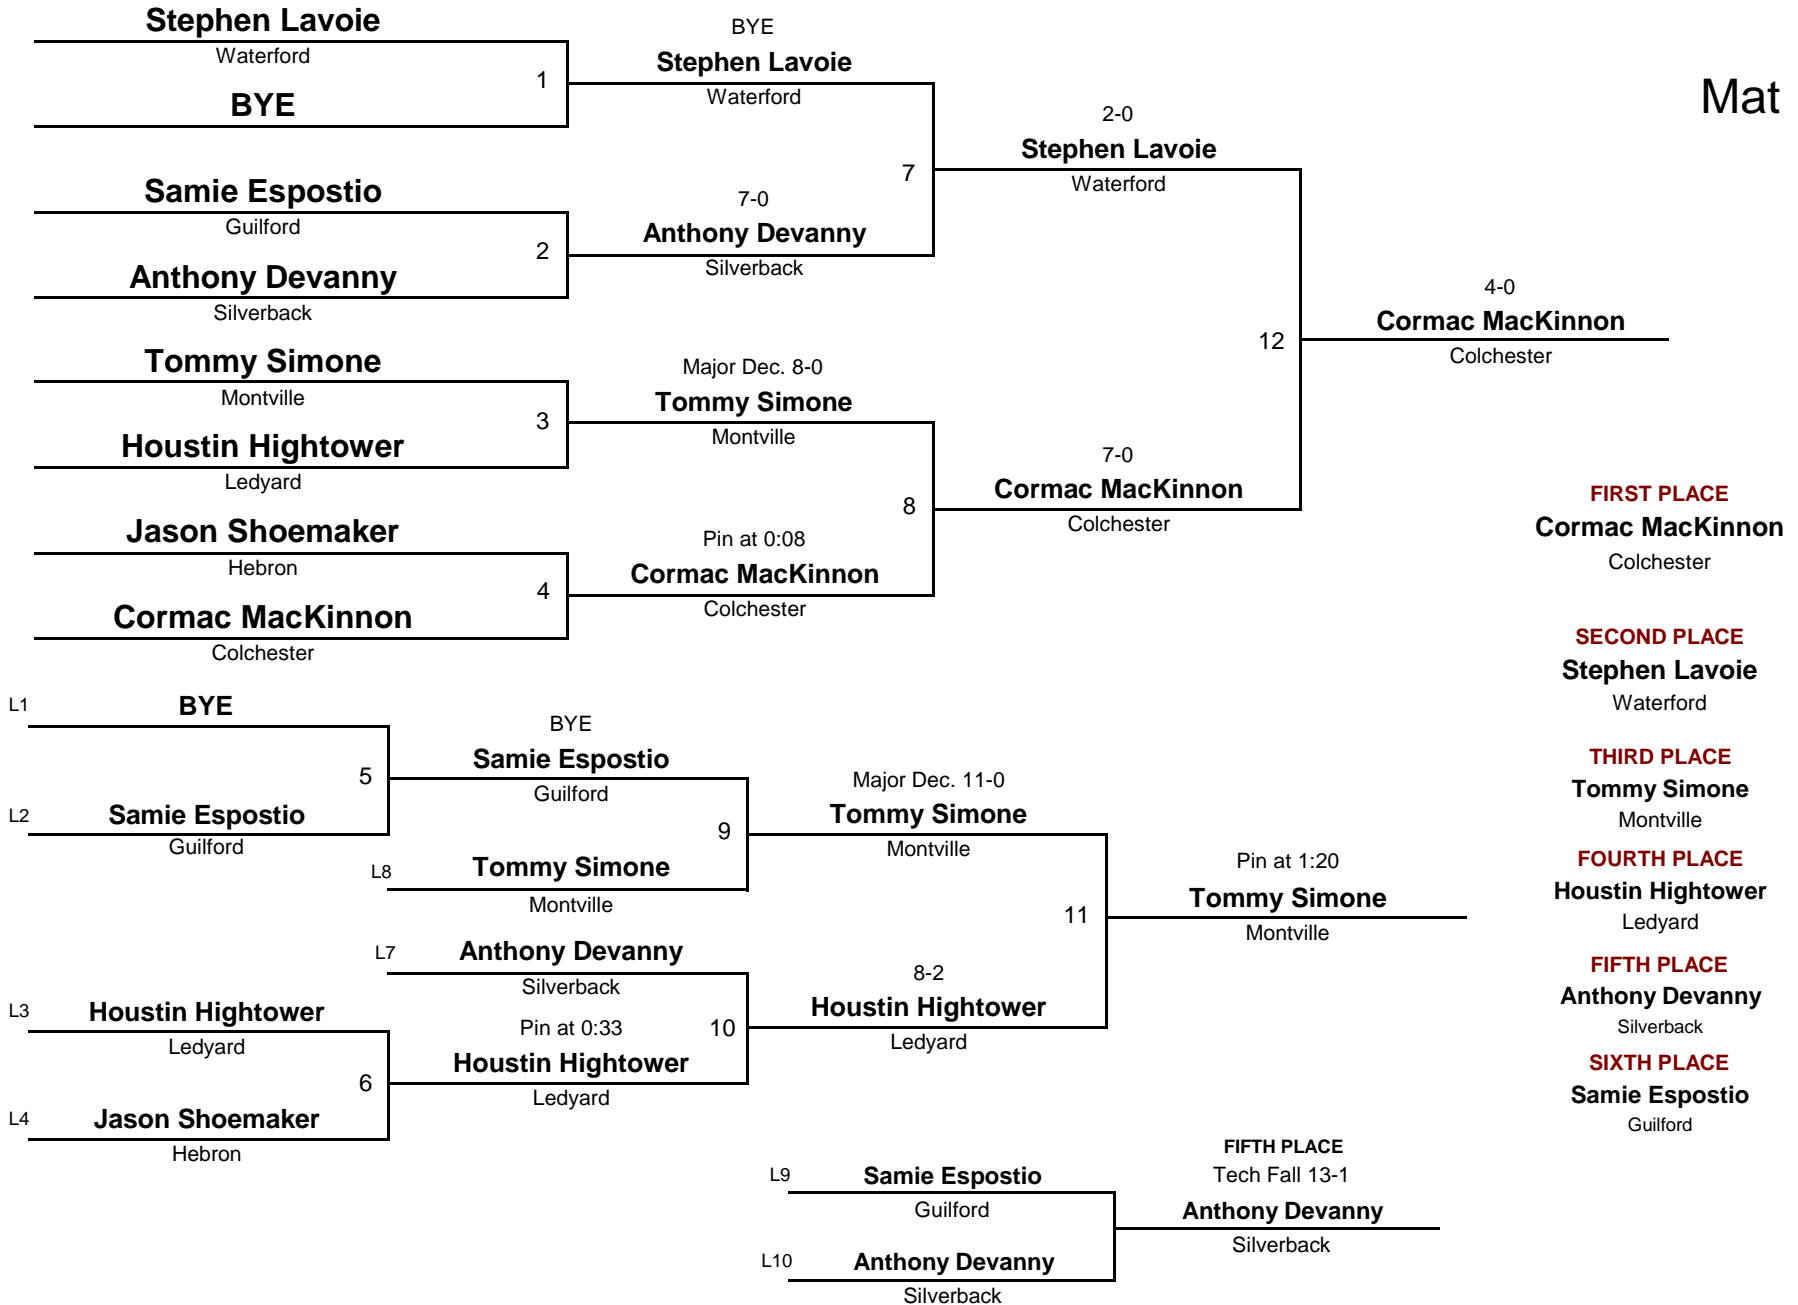 Stephen Lavoie
Waterford
1
BYE
BYE
Stephen Lavoie
Waterford
Mat
Samie Espostio
Guilford
2
Anthony Devanny
Silverback
7-0
Anthony Devanny
Silverback
7
2-0
Stephen Lavoie
Waterford
Tommy Simone
Montville
3
Houstin Hightower
Ledyard
Major Dec. 8-0
Tommy Simone
Montville
Jason Shoemaker
Hebron
4
Cormac MacKinnon
Colchester
Pin at 0:08
Cormac MacKinnon
Colchester
8
7-0
Cormac MacKinnon
Colchester
12
4-0
Cormac MacKinnon
Colchester
FIRST PLACE
Cormac MacKinnon
Colchester
SECOND PLACE
Stephen Lavoie
Waterford
THIRD PLACE
Tommy Simone
Montville
FOURTH PLACE
Houstin Hightower
Ledyard
FIFTH PLACE
Anthony Devanny
Silverback
SIXTH PLACE
Samie Espostio
Guilford
L1 BYE
5
L2 Samie Espostio
Guilford
BYE
Samie Espostio
Guilford
9
L8 Tommy Simone
Montville
Major Dec. 11-0
Tommy Simone
Montville
L7 Anthony Devanny
Silverback
L3 Houstin Hightower
Ledyard
6
L4 Jason Shoemaker
Hebron
Pin at 0:33
Houstin Hightower
Ledyard
10
8-2
Houstin Hightower
Ledyard
11
Pin at 1:20
Tommy Simone
Montville
L9 Samie Espostio
Guilford
L10 Anthony Devanny
Silverback
FIFTH PLACE
Tech Fall 13-1
Anthony Devanny
Silverback